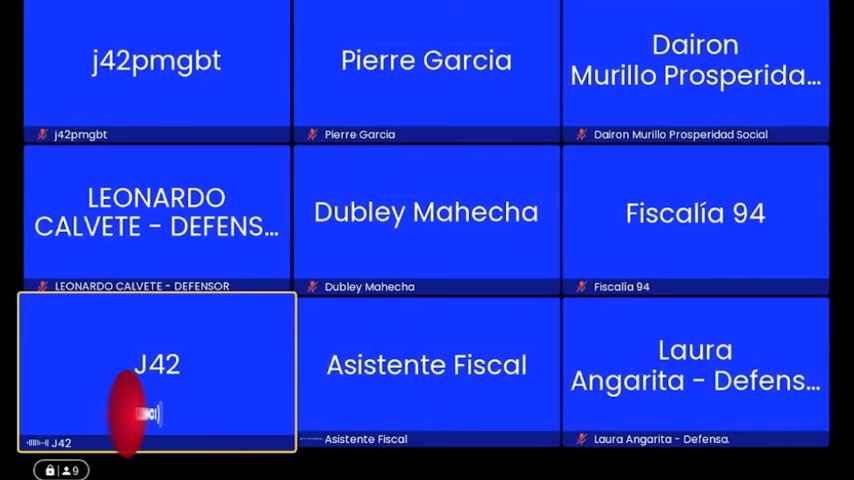 j42pmgbt
j42pmgbt
Pierre Garcia
Pierre Garcia
Dairon
Murillo Prosperida...
Dairon Murillo Prosperidad Social
LEONARDO
CALVETE - DEFENS...
LEONARDO CALVETE - DEFENSOR
Dubley Mahecha
Dubley Mahecha
Fiscalía 94
Fiscalía 94
J42
J42
Asistente Fiscal
Asistente Fiscal
Laura
Angarita - Defens...
Laura Angarita - Defensa.
9